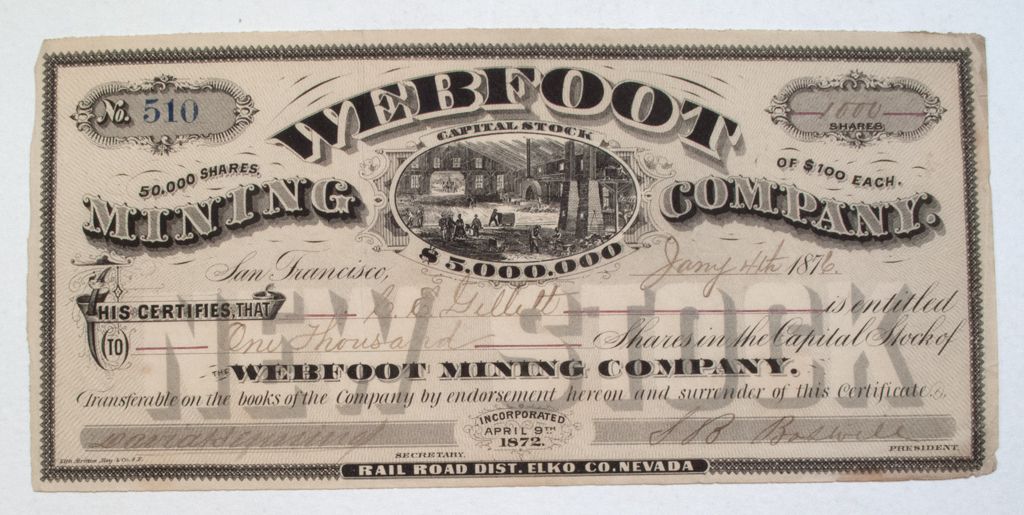 No. 510
WEBFOOT
1000
SHARES
CAPITAL STOCK
50,000 SHARES,
OF $100 EACH.
MINING COMPANY.
$5.000.000
San Francisco, Jany 4th 1876.
THIS CERTIFIES, THAT C. E. Gillett is entitled
TO One Thousand Shares in the Capital Stock of
NEW STOCK
THE WEBFOOT MINING COMPANY.
Transferable on the books of the Company by endorsement hereon and surrender of this Certificate.
INCORPORATED
APRIL 9TH
1872.
SECRETARY.
PRESIDENT.
RAIL ROAD DIST. ELKO CO. NEVADA